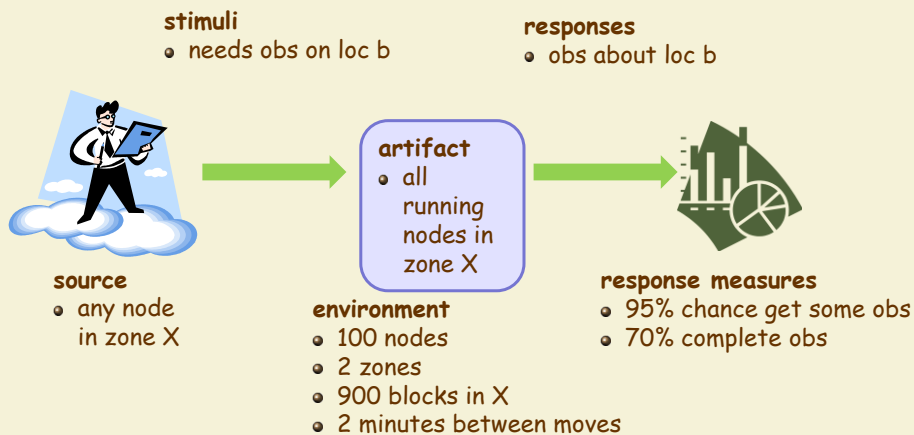 stimuli
• needs obs on loc b
responses
• obs about loc b
artifact
• all
running
nodes in
zone X
source
• any node
in zone X
environment
• 100 nodes
• 2 zones
• 900 blocks in X
• 2 minutes between moves
response measures
• 95% chance get some obs
• 70% complete obs